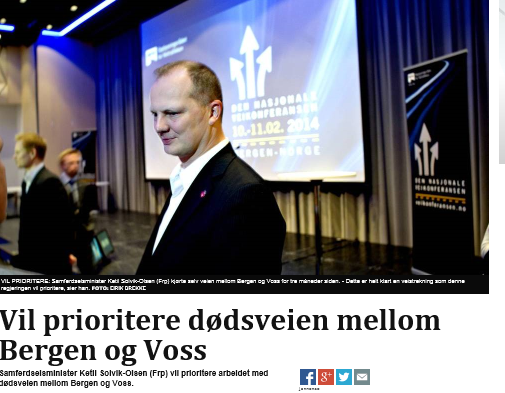 DEN NASJONALE
VEIKONFERANSEN
10.-11.02. 2014
BERGEN-NORGE
DEN NASJONALE
VEIKONFERANSEN
veikonferansen.no
VIL PRIORITERE: Samferdselsminister Ketil Solvik-Olsen (Frp) kjørte selv veien mellom Bergen og Voss for tre måneder siden. - Dette er helt klart en veistrekning som denne
regjeringen vil prioritere, sier han. FOTO: EIRIK BREKKE
Vil prioritere dødsveien mellom
Bergen og Voss
Samferdselsminister Ketil Solvik-Olsen (Frp) vil prioritere arbeidet med
dødsveien mellom Bergen og Voss.